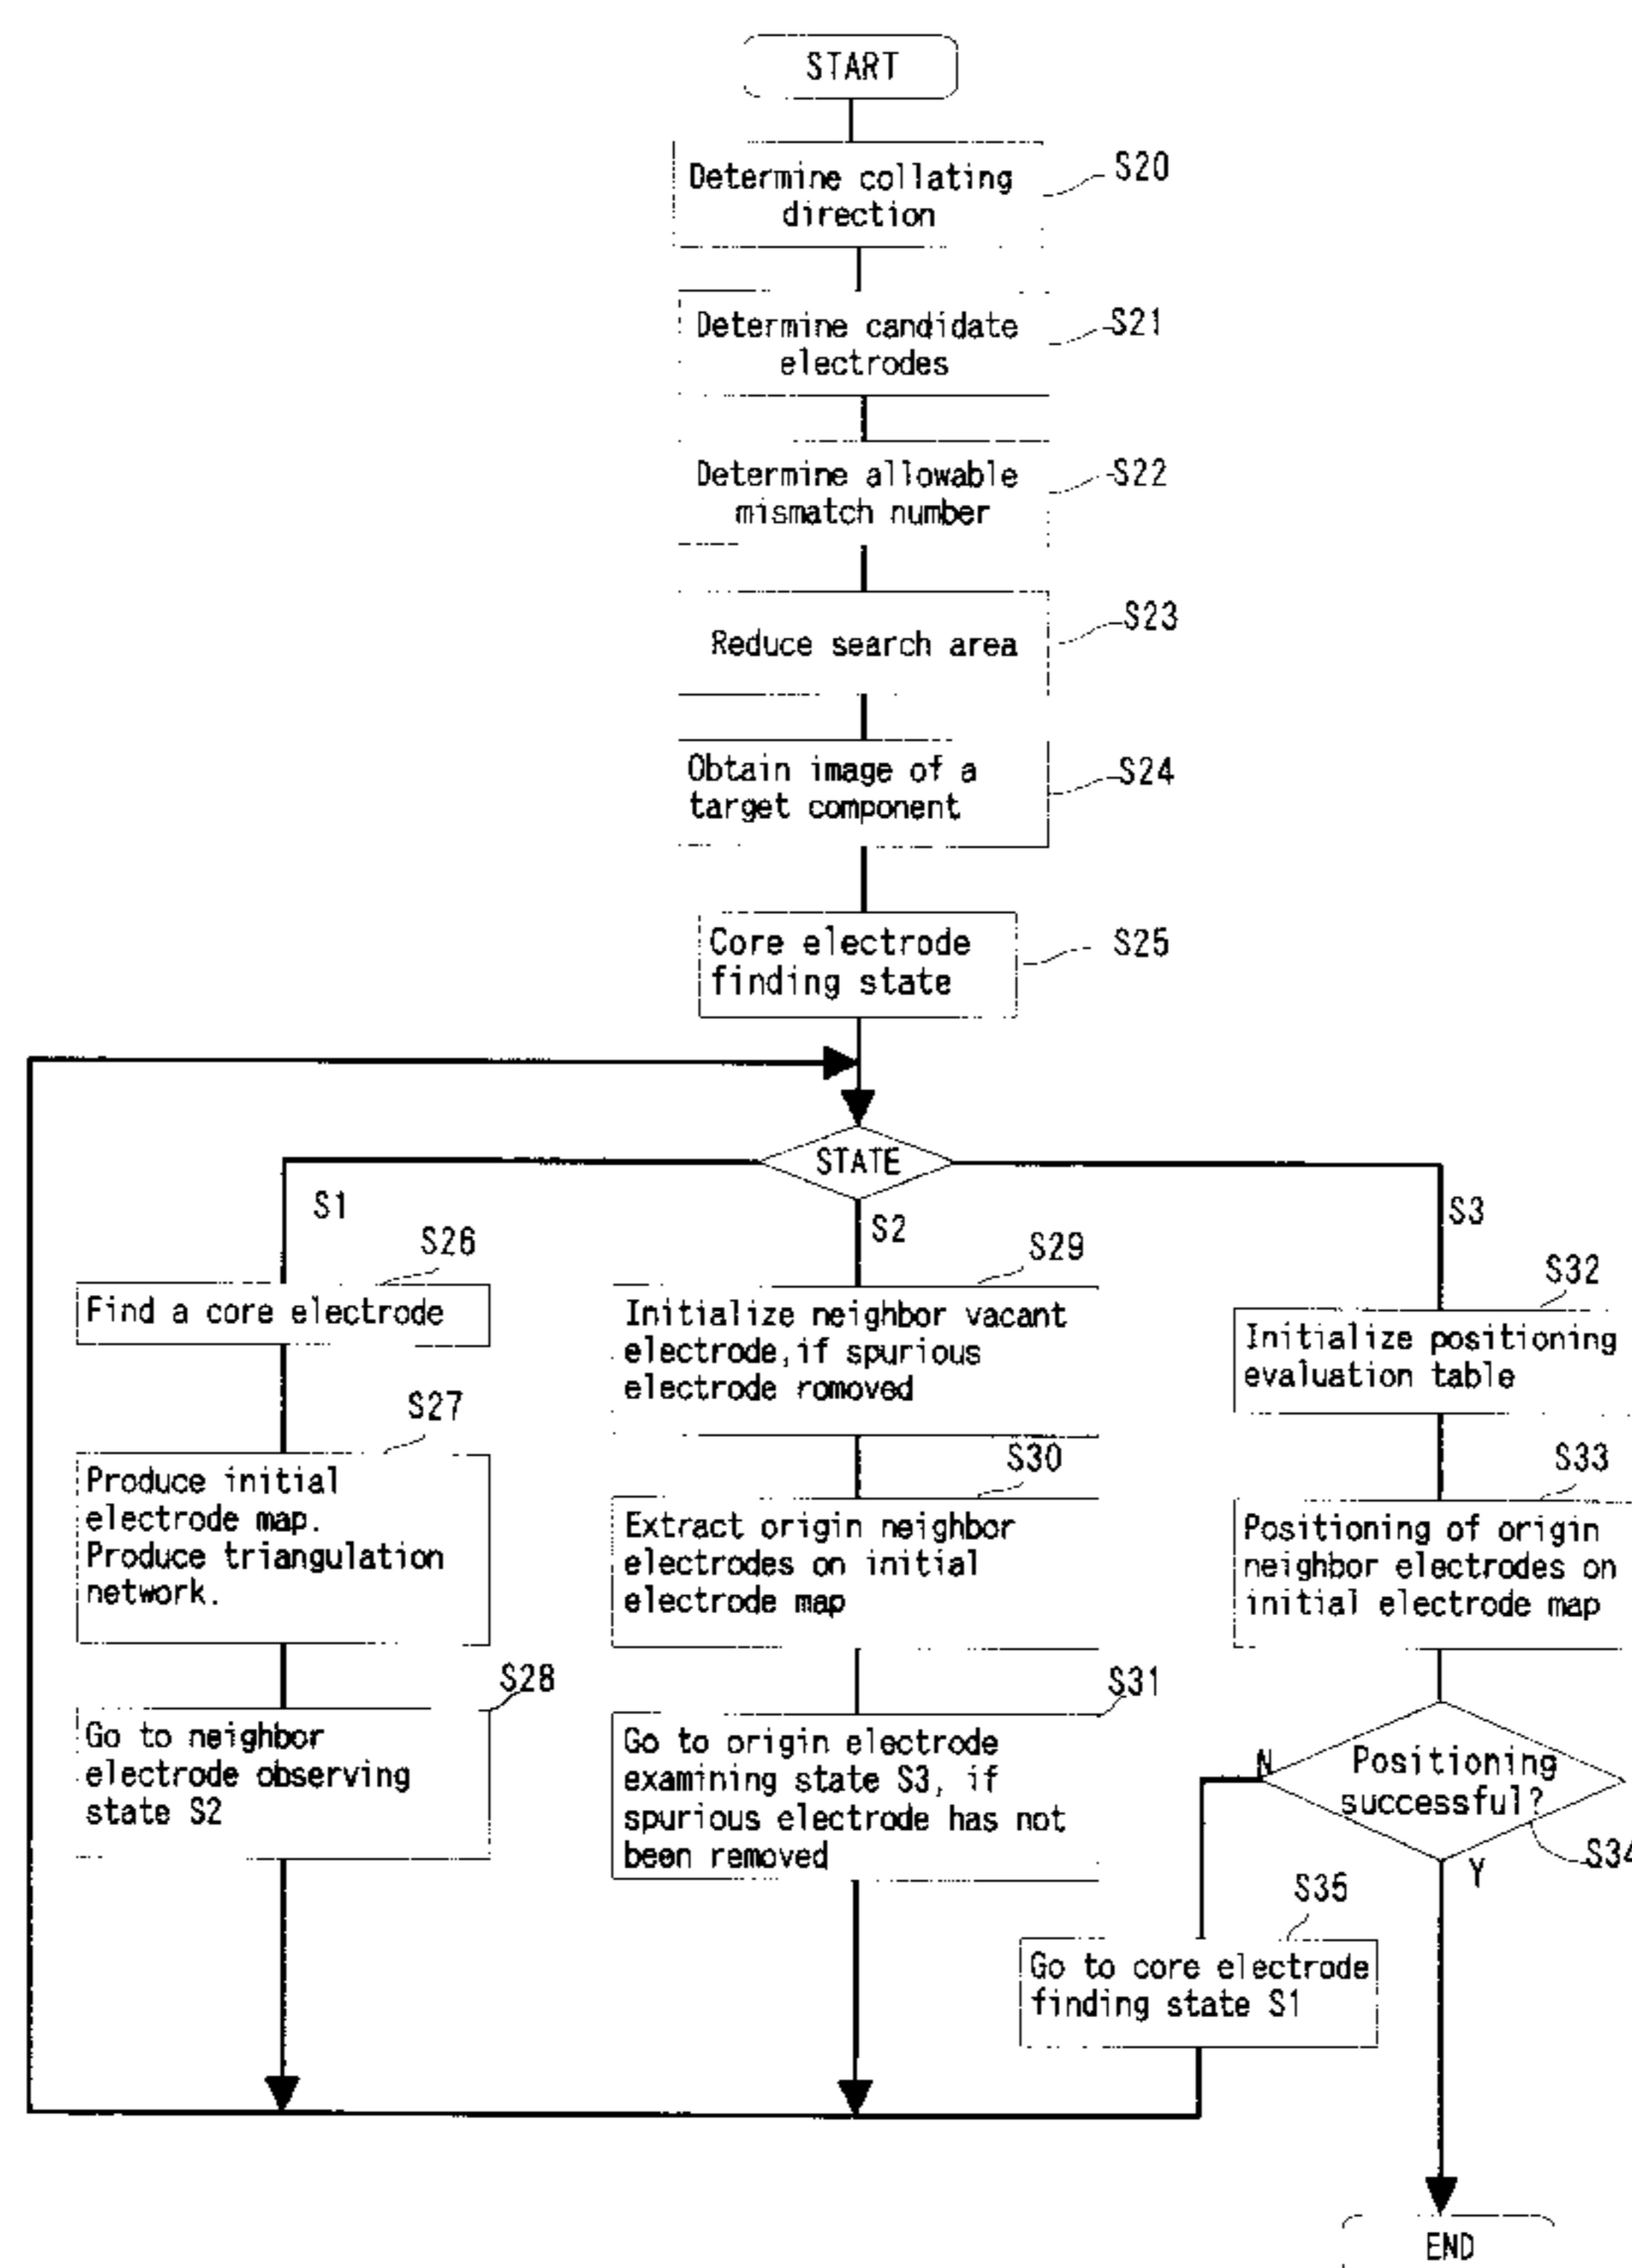 START
Determine collating
direction
S20
Determine candidate
electrodes
S21
Determine allowable
mismatch number
S22
Reduce search area
S23
Obtain image of a
target component
S24
Core electrode
finding state
S25
STATE
S1
S2
S3
S26
Find a core electrode
S27
Produce initial
electrode map.
Produce triangulation
network.
S28
Go to neighbor
electrode observing
state S2
S29
Initialize neighbor vacant
electrode,if spurious
electrode romoved
S30
Extract origin neighbor
electrodes on initial
electrode map
S31
Go to origin electrode
examining state S3, if
spurious electrode has not
been removed
S32
Initialize positioning
evaluation table
S33
Positioning of origin
neighbor electrodes on
initial electrode map
Positioning
successful?
N
Y
S34
S35
Go to core electrode
finding state S1
END